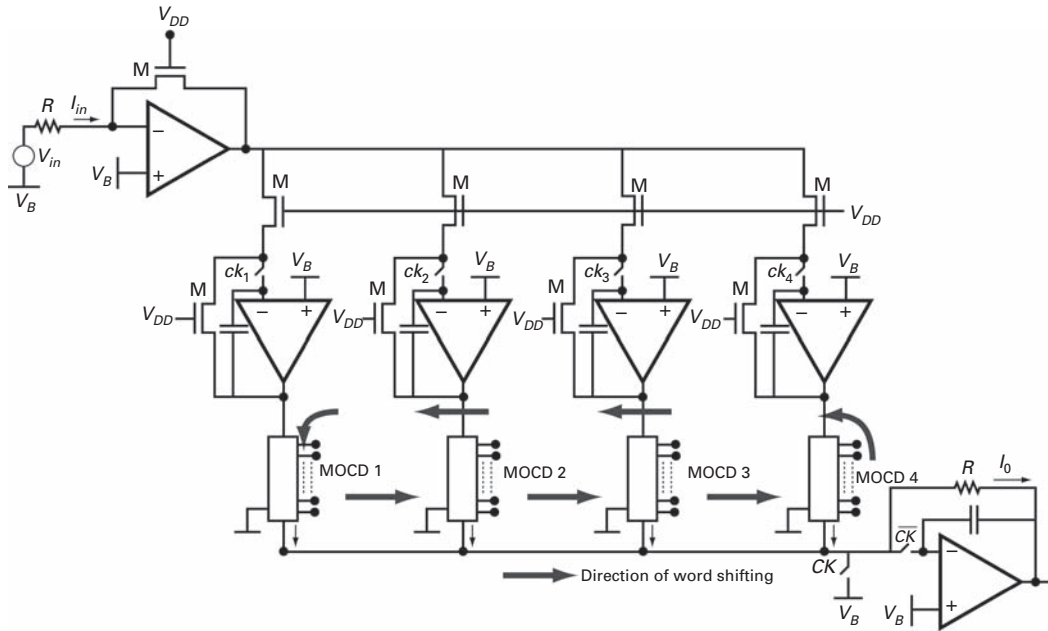 V_DD
M
R
I_in
V_in
V_B
−
+
V_B
M
M
M
M
V_DD
ck_1
V_B
ck_2
V_B
ck_3
V_B
ck_4
V_B
M
M
M
M
V_DD
V_DD
V_DD
V_DD
− +
− +
− +
− +
MOCD 1
MOCD 2
MOCD 3
MOCD 4
R
I_0
CK
C̅K̅
−
+
V_B
V_B
Direction of word shifting